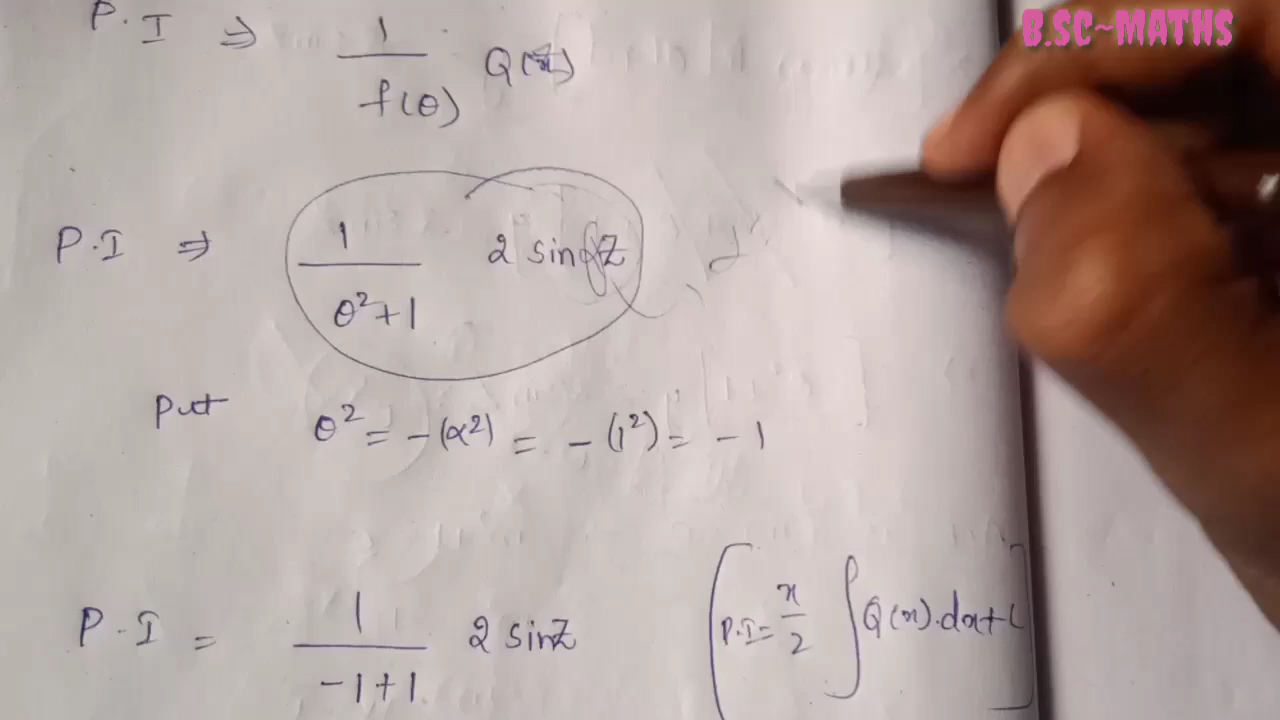 B.SC~MATHS
P.I ⇒ 1/f(θ) Q(z)
P.I ⇒ 1/θ²+1 2 sin z
Put θ² = -(α²) = -(1²) = -1
P.I = 1/-1+1 2 sinz [P.I = x/2 ∫Q(x).dx+C]